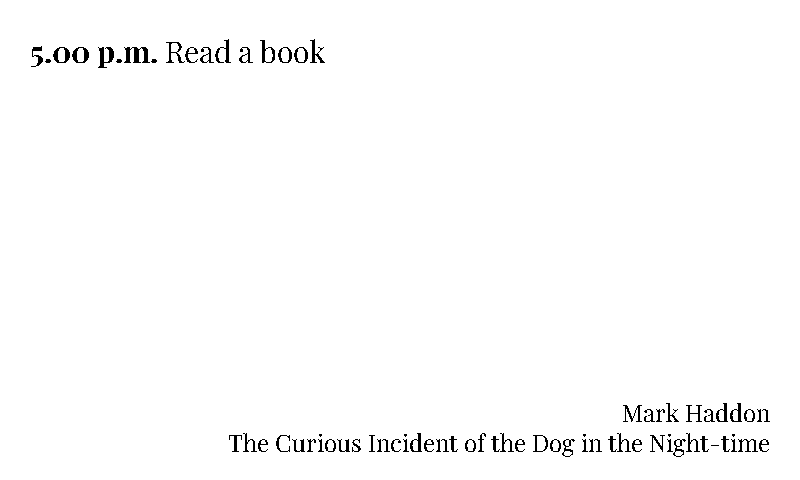 5.00 p.m. Read a book
Mark Haddon
The Curious Incident of the Dog in the Night-time